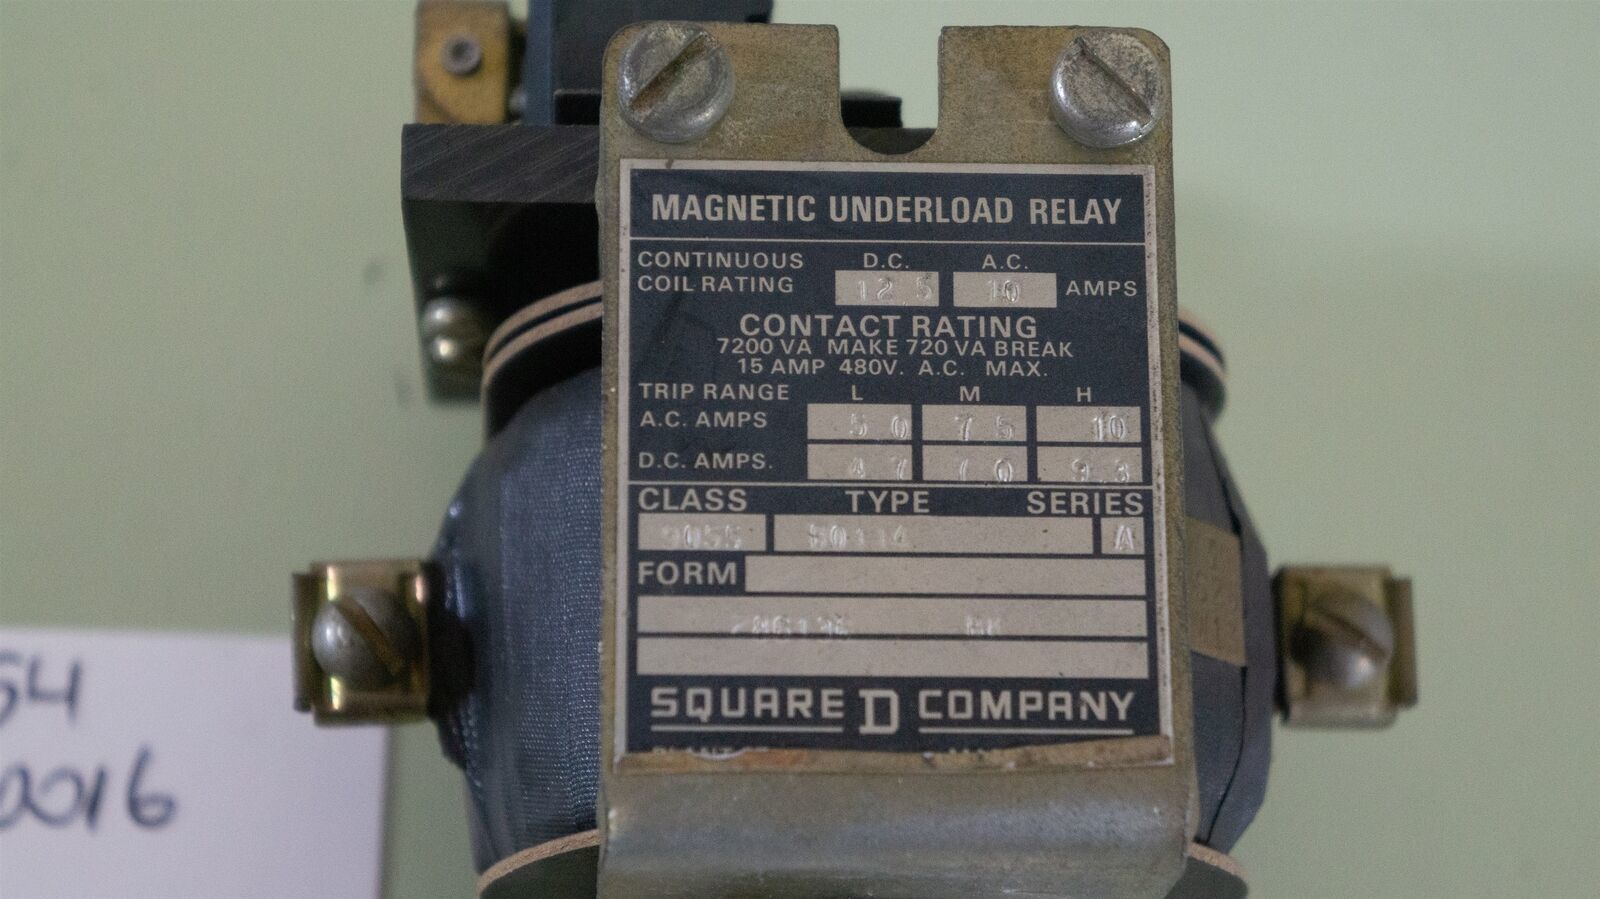 MAGNETIC UNDERLOAD RELAY
CONTINUOUS D.C. A.C.
COIL RATING 12.5 10 AMPS
CONTACT RATING
7200 VA MAKE 720 VA BREAK
15 AMP 480V. A.C. MAX.
TRIP RANGE L M H
A.C. AMPS 5 0 7 5 10
D.C. AMPS. 4 7 7 0 9.3
CLASS TYPE SERIES
9055 A
FORM
SQUARE D COMPANY
54
0016